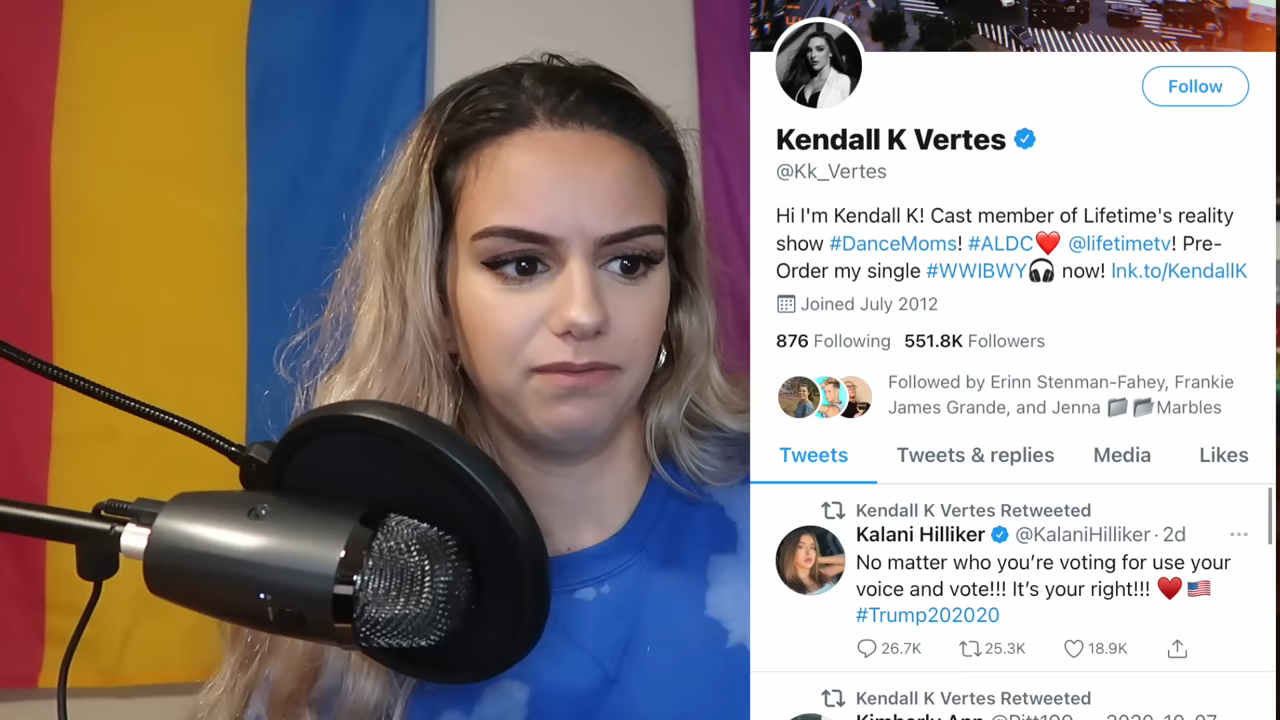 Follow
Kendall K Vertes
@Kk_Vertes
Hi I'm Kendall K! Cast member of Lifetime's reality
show #DanceMoms! #ALDC❤️ @lifetimetv! Pre-
Order my single #WWIBWY🎧 now! lnk.to/KendallK
Joined July 2012
876 Following 551.8K Followers
Followed by Erinn Stenman-Fahey, Frankie
James Grande, and Jenna 📁📂Marbles
Tweets Tweets & replies Media Likes
Kendall K Vertes Retweeted
Kalani Hilliker @KalaniHilliker · 2d ...
No matter who you're voting for use your
voice and vote!!! It's your right!!! ♥️ 🇺🇸
#Trump202020
26.7K 25.3K 18.9K
Kendall K Vertes Retweeted